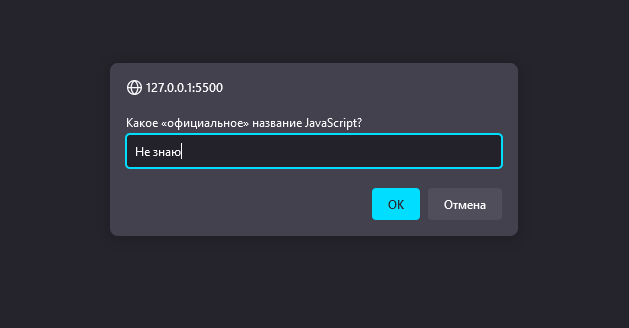 127.0.0.1:5500
Какое «официальное» название JavaScript?
Не знаю
OK
Отмена